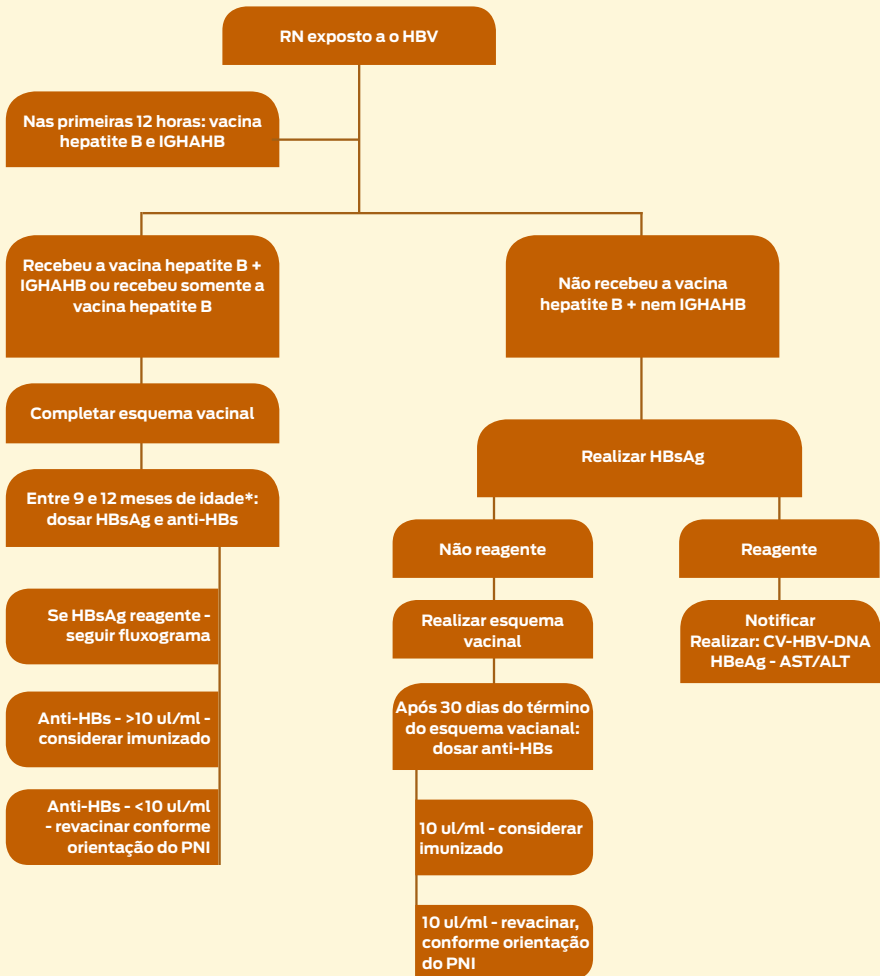 RN exposto a o HBV
Nas primeiras 12 horas: vacina
hepatite B e IGHAHB
Recebeu a vacina hepatite B +
IGHAHB ou recebeu somente a
vacina hepatite B
Completar esquema vacinal
Entre 9 e 12 meses de idade*:
dosar HBsAg e anti-HBs
Se HBsAg reagente -
seguir fluxograma
Anti-HBs - >10 ul/ml -
considerar imunizado
Anti-HBs - <10 ul/ml
- revacinar conforme
orientação do PNI
Não recebeu a vacina
hepatite B + nem IGHAHB
Realizar HBsAg
Não reagente
Realizar esquema
vacinal
Após 30 dias do término
do esquema vacianal:
dosar anti-HBs
10 ul/ml - considerar
imunizado
10 ul/ml - revacinar,
conforme orientação
do PNI
Reagente
Notificar
Realizar: CV-HBV-DNA
HBeAg - AST/ALT